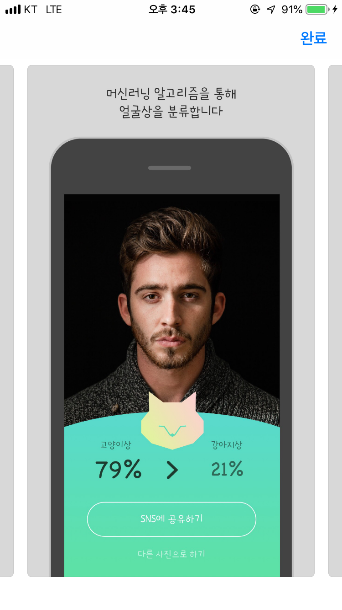 KT LTE 오후 3:45 91%
완료
머신러닝 알고리즘을 통해
얼굴상을 분류합니다
고양이상 강아지상
79% > 21%
SNS에 공유하기
다른 사진으로 하기